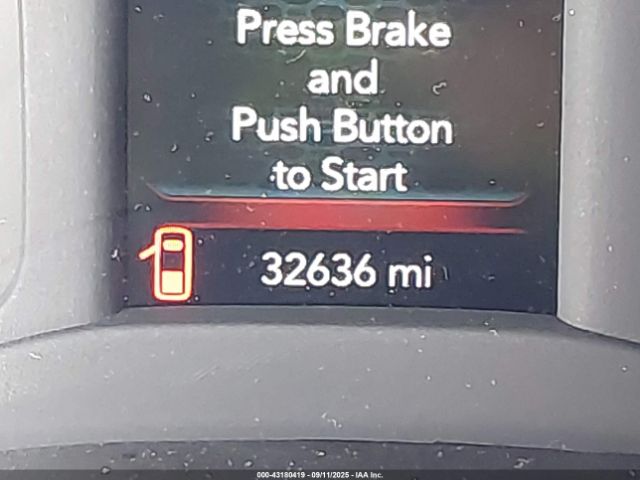 Press Brake
and
Push Button
to Start
32636 mi
000-43180419 - 09/11/2025 - IAA Inc.